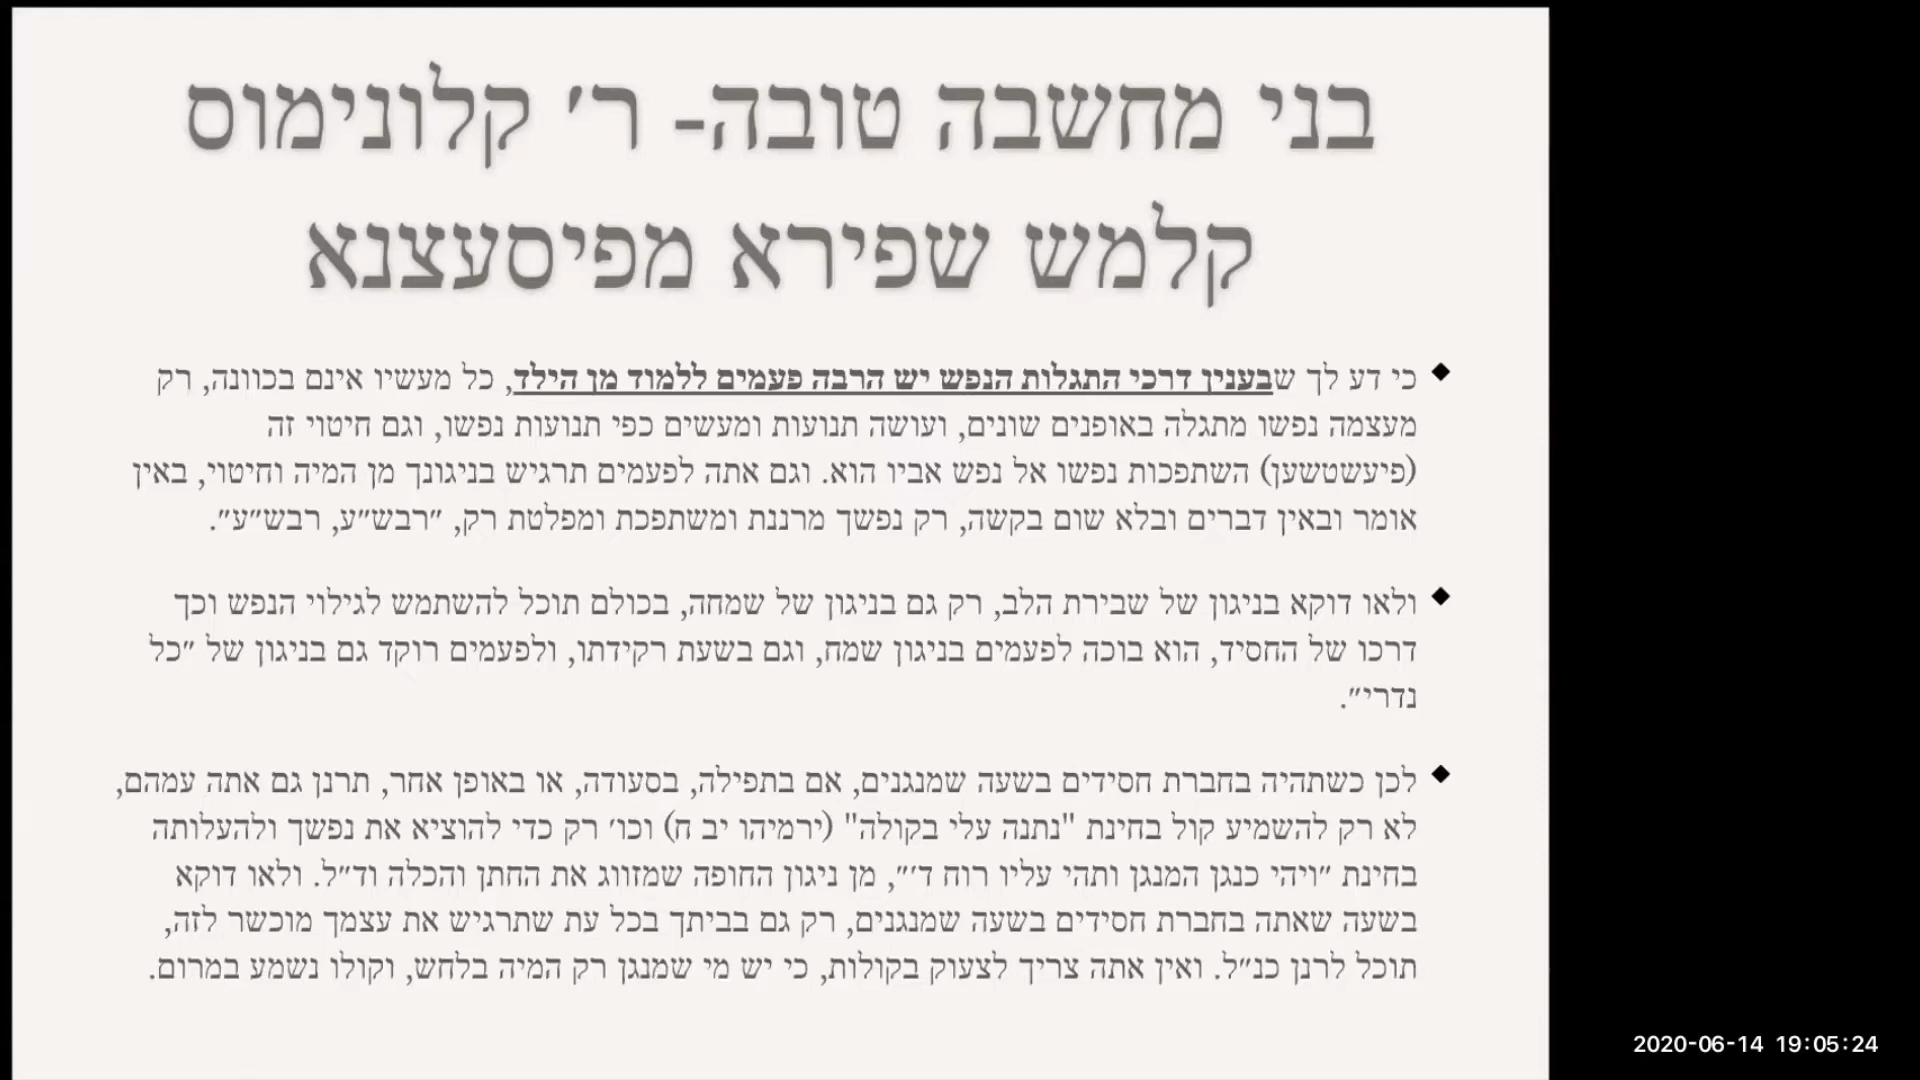 בני מחשבה טובה- ר׳ קלונימוס
קלמש שפירא מפיסעצנא
כי דע לך שבענין דרכי התגלות הנפש יש הרבה פעמים ללמוד מן הילד, כל מעשיו אינם בכוונה, רק
מעצמה נפשו מתגלה באופנים שונים, ועושה תנועות ומעשים כפי תנועות נפשו, וגם חיטוי זה
(פיעשטשען) השתפכות נפשו אל נפש אביו הוא. וגם אתה לפעמים תרגיש בניגונך מן המיה וחיטוי, באין
אומר ובאין דברים ובלא שום בקשה, רק נפשך מרננת ומשתפכת ומפלטת רק, ״רבש״ע, רבש״ע״.
ולאו דוקא בניגון של שבירת הלב, רק גם בניגון של שמחה, בכולם תוכל להשתמש לגילוי הנפש וכך
דרכו של החסיד, הוא בוכה לפעמים בניגון שמח, וגם בשעת רקידתו, ולפעמים רוקד גם בניגון של ״כל
נדרי״.
לכן כשתהיה בחברת חסידים בשעה שמנגנים, אם בתפילה, בסעודה, או באופן אחר, תרנן גם אתה עמהם,
לא רק להשמיע קול בחינת "נתנה עלי בקולה" (ירמיהו יב ח) וכו׳ רק כדי להוציא את נפשך ולהעלותה
בחינת ״ויהי כנגן המנגן ותהי עליו רוח ד׳״, מן ניגון החופה שמזווג את החתן והכלה וד״ל. ולאו דוקא
בשעה שאתה בחברת חסידים בשעה שמנגנים, רק גם בביתך בכל עת שתרגיש את עצמך מוכשר לזה,
תוכל לרנן כנ״ל. ואין אתה צריך לצעוק בקולות, כי יש מי שמנגן רק המיה בלחש, וקולו נשמע במרום.
2020-06-14 19:05:24